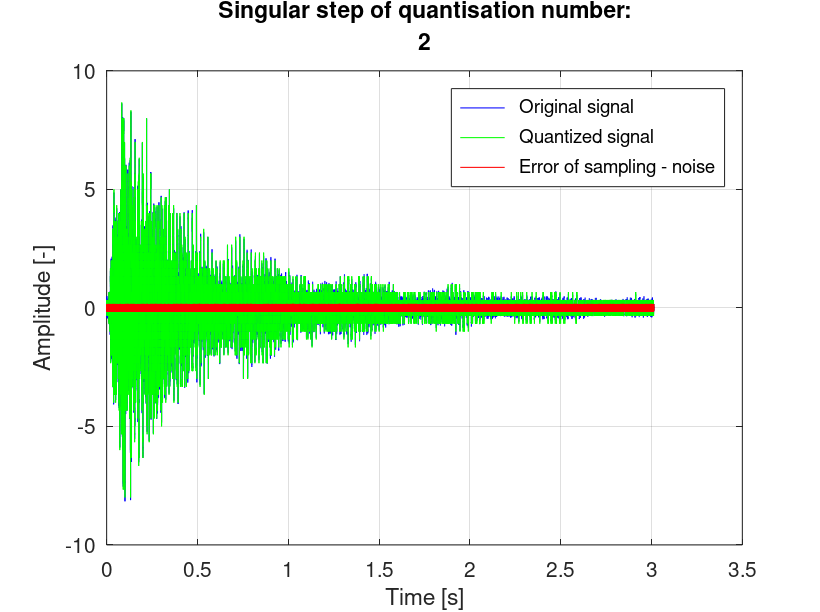 Singular step of quantisation number:
2
10
5
0
-5
-10
Amplitude [-]
Original signal
Quantized signal
Error of sampling - noise
0 0.5 1 1.5 2 2.5 3 3.5
Time [s]